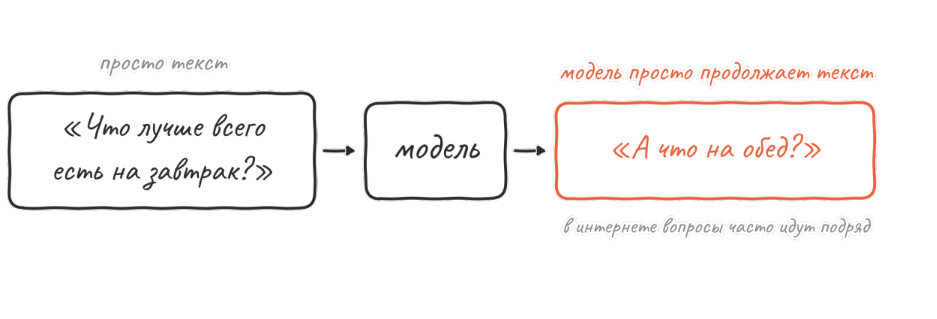 просто текст
модель просто продолжает текст
«Что лучше всего
есть на завтрак?»
модель
«А что на обед?»
в интернете вопросы часто идут подряд